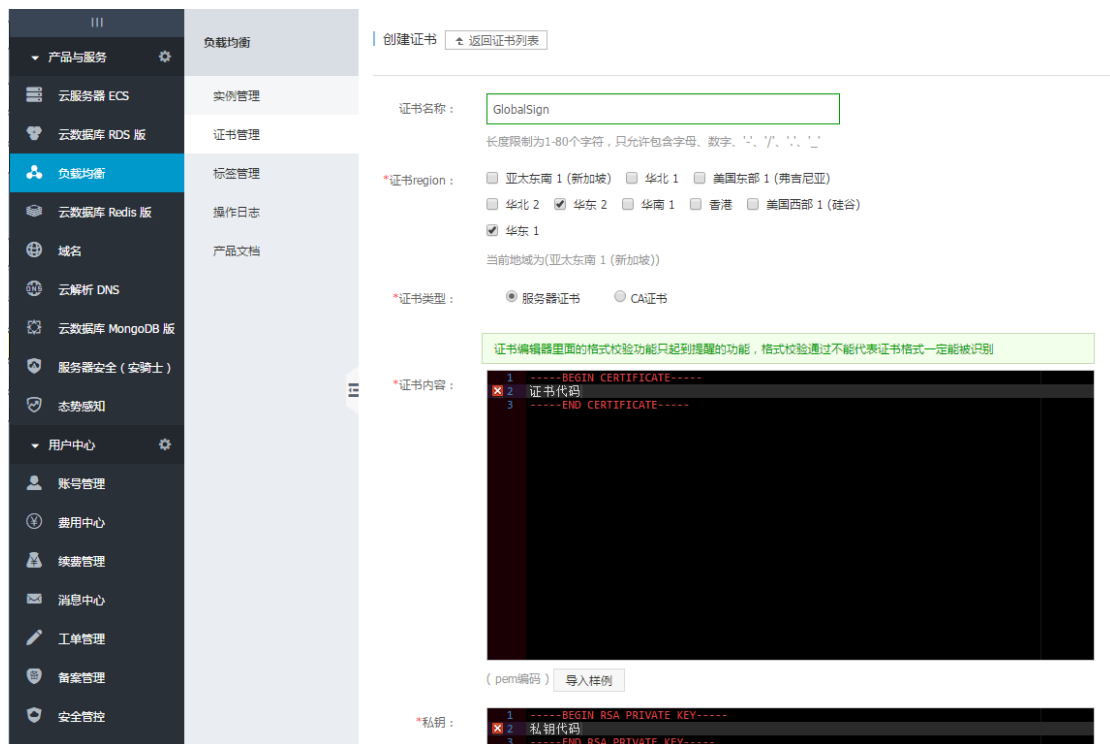 产品与服务
云服务器 ECS
云数据库 RDS 版
负载均衡
云数据库 Redis 版
域名
云解析 DNS
云数据库 MongoDB 版
服务器安全（安骑士）
态势感知
用户中心
账号管理
费用中心
续费管理
消息中心
工单管理
备案管理
安全管控
负载均衡
实例管理
证书管理
标签管理
操作日志
产品文档
创建证书 返回证书列表
证书名称： GlobalSign
长度限制为1-80个字符，只允许包含字母、数字、'-'、'/'、'.'、'_'
*证书region： 亚太东南 1 (新加坡) 华北 1 美国东部 1 (弗吉尼亚)
华北 2 华东 2 华南 1 香港 美国西部 1 (硅谷)
华东 1
当前地域为(亚太东南 1 (新加坡))
*证书类型： 服务器证书 CA证书
证书编辑器里面的格式校验功能只起到提醒的功能，格式校验通过不能代表证书格式一定能被识别
*证书内容： 1 -----BEGIN CERTIFICATE-----
2 证书代码
3 -----END CERTIFICATE-----
( pem编码 ) 导入样例
*私钥： 1 -----BEGIN RSA PRIVATE KEY-----
2 私钥代码
3 -----END RSA PRIVATE KEY-----